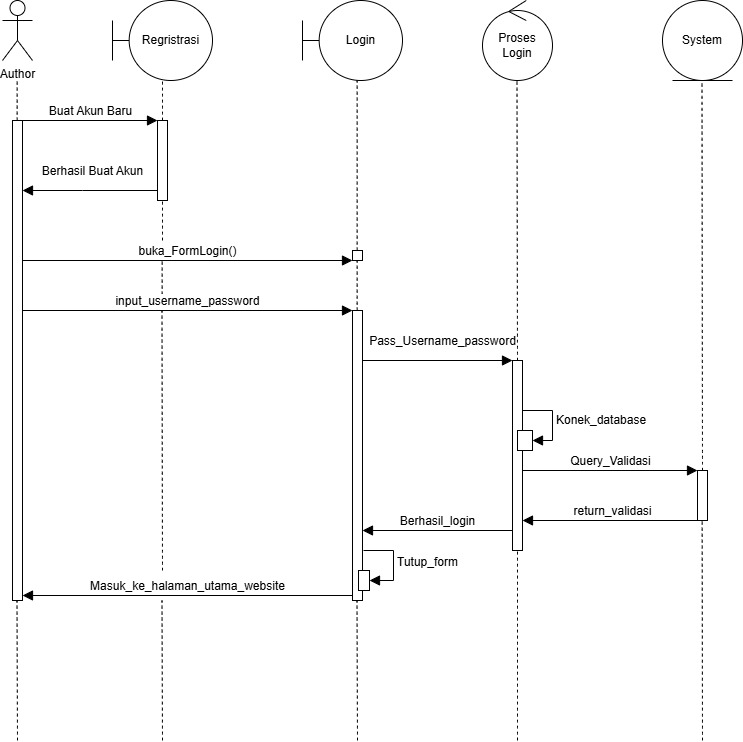 Regristrasi
Login
Proses
Login
System
Author
Buat Akun Baru
Berhasil Buat Akun
buka_FormLogin()
input_username_password
Pass_Username_password
Konek_database
Query_Validasi
return_validasi
Berhasil_login
Tutup_form
Masuk_ke_halaman_utama_website